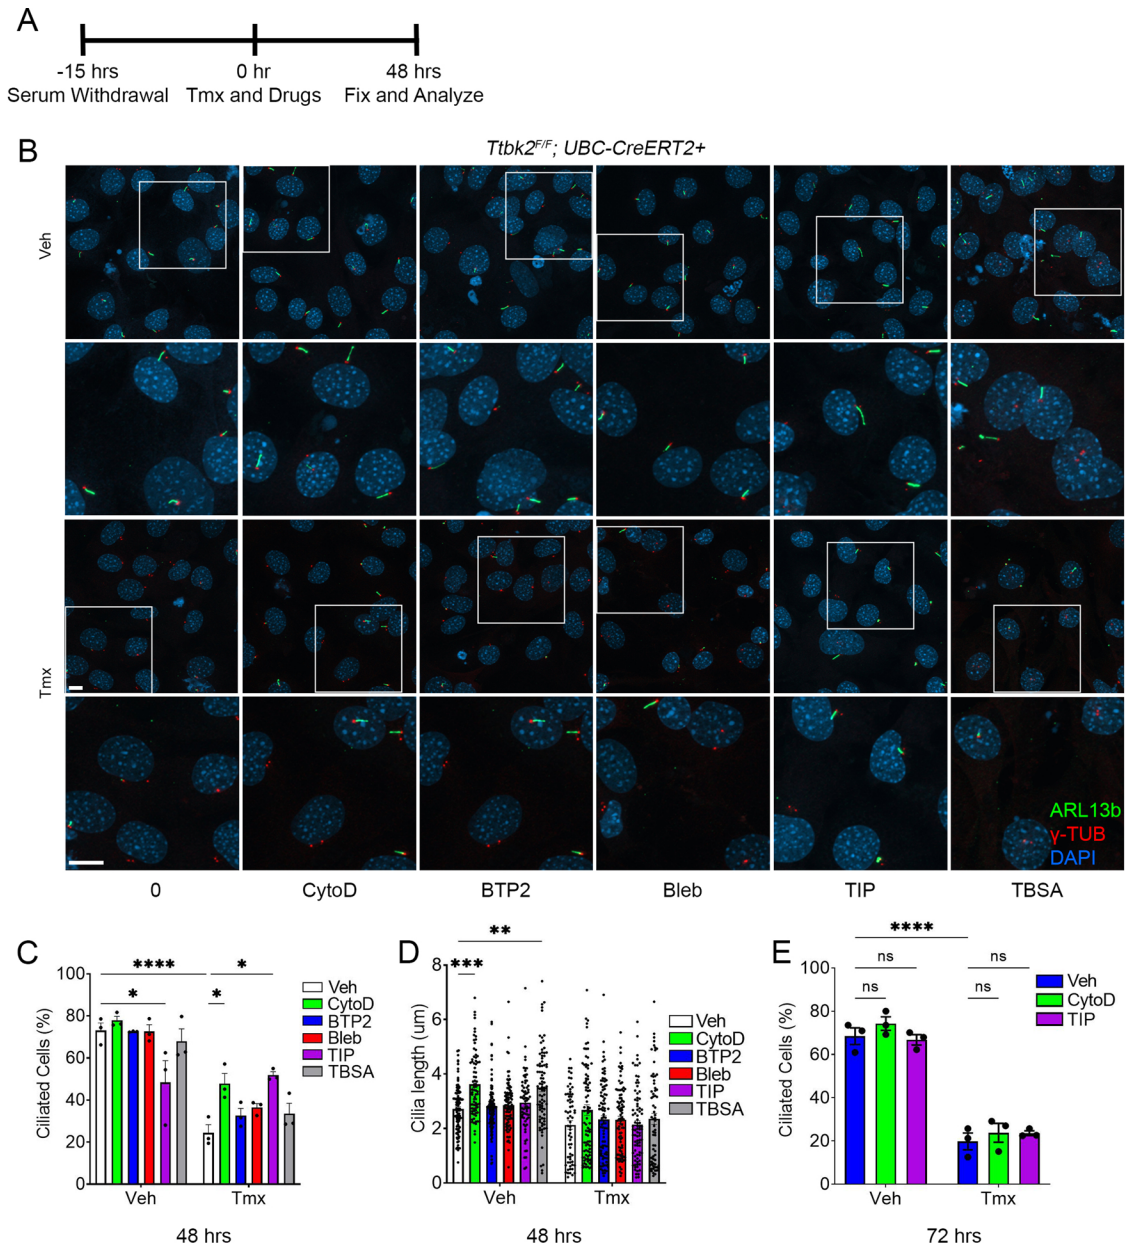 A
-15 hrs 0 hr 48 hrs
Serum Withdrawal Tmx and Drugs Fix and Analyze
B
Ttbk2F/F; UBC-CreERT2+
Veh
Tmx
ARL13b
γ-TUB
DAPI
0 CytoD BTP2 Bleb TIP TBSA
C
Ciliated Cells (%)
100
80
60
40
20
0
**** *
* *
Veh
CytoD
BTP2
Bleb
TIP
TBSA
Veh Tmx
48 hrs
D
Cilia length (um)
8
6
4
2
0
**
***
Veh
CytoD
BTP2
Bleb
TIP
TBSA
Veh Tmx
48 hrs
E
Ciliated Cells (%)
100
80
60
40
20
0
****
ns ns
ns ns
Veh
CytoD
TIP
Veh Tmx
72 hrs